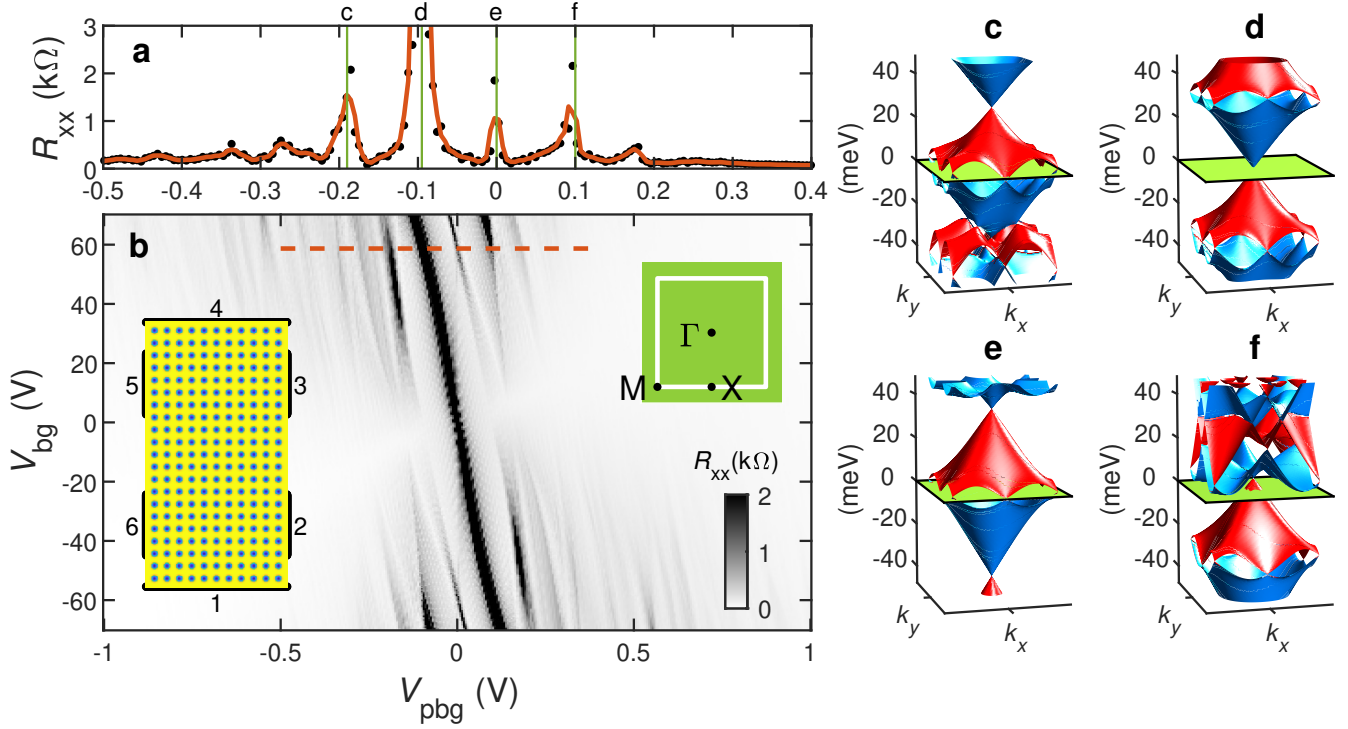 c d e f
a
R_xx (kΩ)
3
2
1
0
-0.5 -0.4 -0.3 -0.2 -0.1 0 0.1 0.2 0.3 0.4
b
V_bg (V)
60
40
20
0
-20
-40
-60
4
5 3
6 2
1
Γ
M X
R_xx(kΩ)
2
1
0
-1 -0.5 0 0.5 1
V_pbg (V)
c
(meV)
40
20
0
-20
-40
k_y
k_x
d
(meV)
40
20
0
-20
-40
k_y
k_x
e
(meV)
40
20
0
-20
-40
k_y
k_x
f
(meV)
40
20
0
-20
-40
k_y
k_x